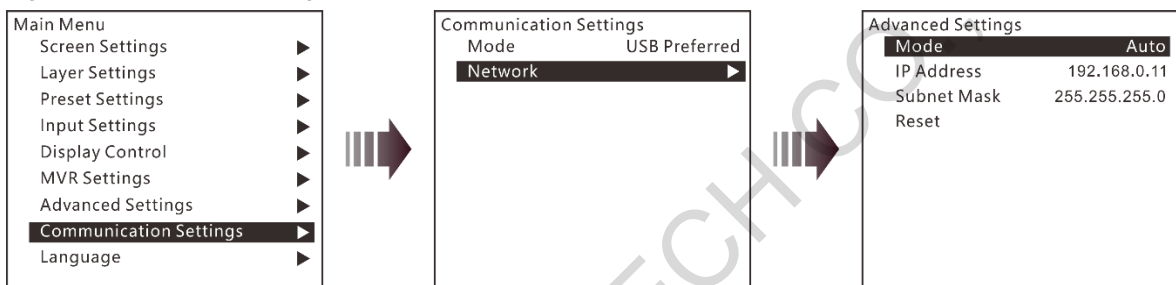 Main Menu
Screen Settings
Layer Settings
Preset Settings
Input Settings
Display Control
MVR Settings
Advanced Settings
Communication Settings
Language
Communication Settings
Mode USB Preferred
Network
Advanced Settings
Mode Auto
IP Address 192.168.0.11
Subnet Mask 255.255.255.0
Reset
TECH CO